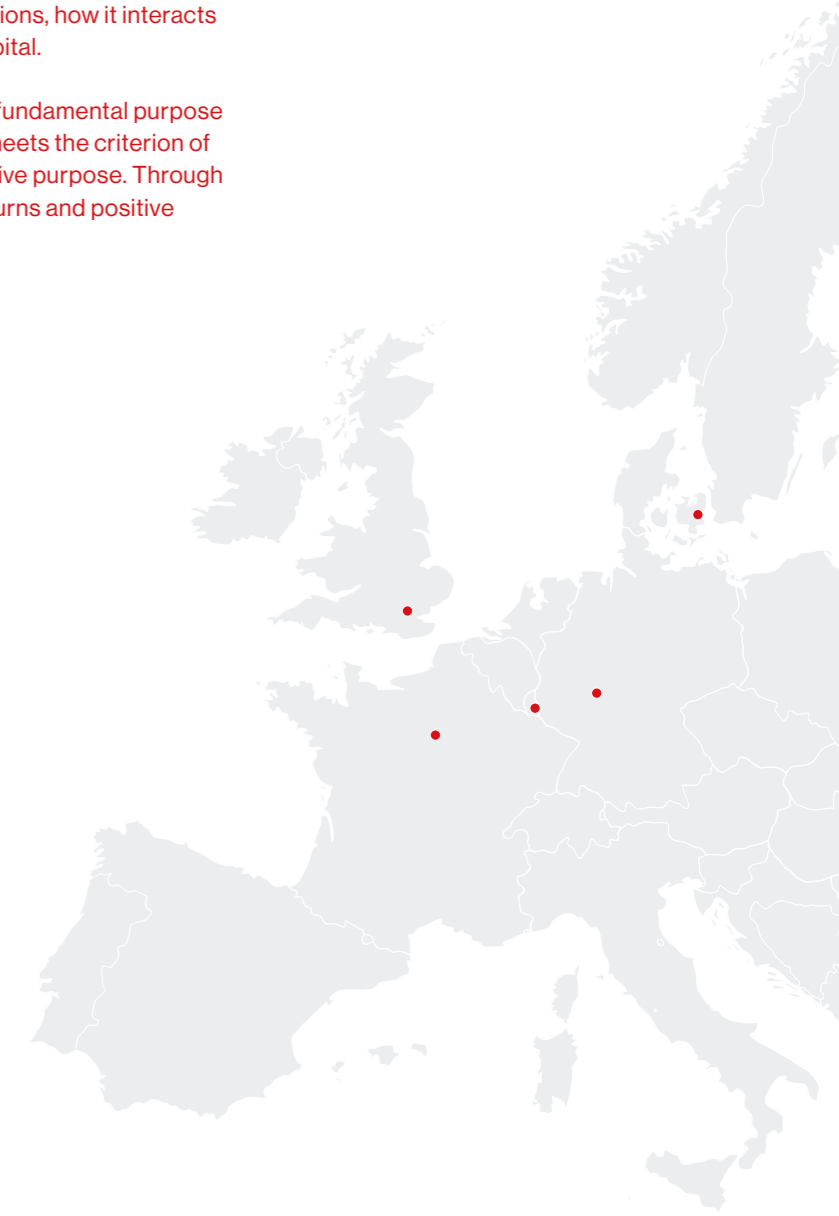 ions, how it interacts
pital.
fundamental purpose
neets the criterion of
ive purpose. Through
urns and positive